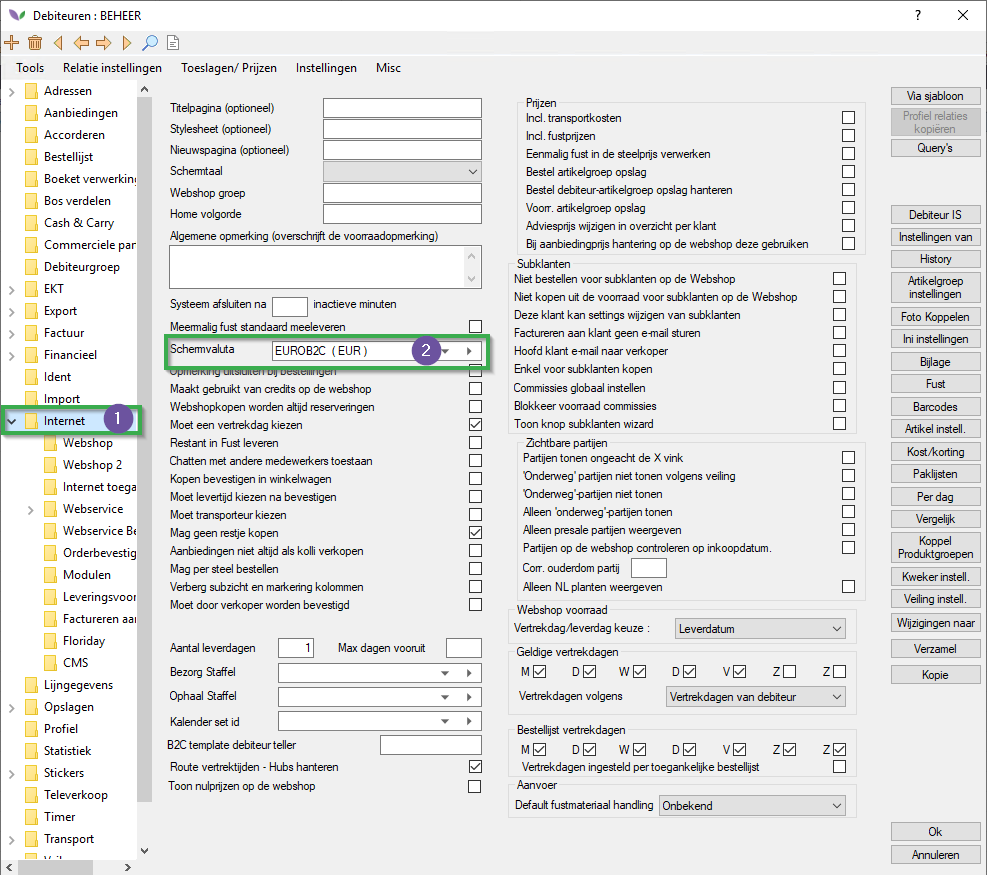 Debiteuren : BEHEER
?
Tools Relatie instellingen Toeslagen/ Prijzen Instellingen Misc
Adressen
Aanbiedingen
Accorderen
Bestellijst
Boeket verwerking
Bos verdelen
Cash & Carry
Commerciele par
Debiteurgroep
EKT
Export
Factuur
Financieel
Ident
Import
Internet
1
Webshop
Webshop 2
Internet toega
Webservice
Webservice Be
Orderbevestig
Modulen
Leveringsvoor
Factureren aan
Floriday
CMS
Lijngegevens
Opslagen
Profiel
Statistiek
Stickers
Televerkoop
Timer
Transport
Titelpagina (optioneel)
Stylesheet (optioneel)
Nieuwspagina (optioneel)
Schermtaal
Webshop groep
Home volgorde
Algemene opmerking (overschrijft de voorraadopmerking)
Systeem afsluiten na inactieve minuten
Meermalig fust standaard meeleveren
Schermvaluta EUROB2C ( EUR )
2
Opmerking uitsluiten bij bestellingen
Maakt gebruikt van credits op de webshop
Webshopkopen worden altijd reserveringen
Moet een vertrekdag kiezen
Restant in Fust leveren
Chatten met andere medewerkers toestaan
Kopen bevestigen in winkelwagen
Moet levertijd kiezen na bevestigen
Moet transporteur kiezen
Mag geen restje kopen
Aanbiedingen niet altijd als kolli verkopen
Mag per steel bestellen
Verberg subzicht en markering kolommen
Moet door verkoper worden bevestigd
Aantal leverdagen 1 Max dagen vooruit
Bezorg Staffel
Ophaal Staffel
Kalender set id
B2C template debiteur teller
Route vertrektijden - Hubs hanteren
Toon nulprijzen op de webshop
Prijzen
Incl. transportkosten
Incl. fustprijzen
Eenmalig fust in de steelprijs verwerken
Bestel artikelgroep opslag
Bestel debiteur-artikelgroep opslag hanteren
Voorr. artikelgroep opslag
Adviesprijs wijzigen in overzicht per klant
Bij aanbiedingprijs hantering op de webshop deze gebruiken
Subklanten
Niet bestellen voor subklanten op de Webshop
Niet kopen uit de voorraad voor subklanten op de Webshop
Deze klant kan settings wijzigen van subklanten
Factureren aan klant geen e-mail sturen
Hoofd klant e-mail naar verkoper
Enkel voor subklanten kopen
Commissies globaal instellen
Blokkeer voorraad commissies
Toon knop subklanten wizard
Zichtbare partijen
Partijen tonen ongeacht de X vink
'Onderweg' partijen niet tonen volgens veiling
'Onderweg' partijen niet tonen
Alleen 'onderweg'-partijen tonen
Alleen presale partijen weergeven
Partijen op de webshop controleren op inkoopdatum.
Corr. ouderdom partij
Alleen NL planten weergeven
Webshop voorraad
Vertrekdag/leverdag keuze : Leverdatum
Geldige vertrekdagen
M D W D V Z Z
Vertrekdagen volgens Vertrekdagen van debiteur
Bestellijst vertrekdagen
M D W D V Z Z
Vertrekdagen ingesteld per toegankelijke bestellijst
Aanvoer
Default fustmateriaal handling Onbekend
Via sjabloon
Profiel relaties
kopiëren
Query's
Debiteur IS
Instellingen van
History
Artikelgroep
instellingen
Foto Koppelen
Ini instellingen
Bijlage
Fust
Barcodes
Artikel instell.
Kost/korting
Paklijsten
Per dag
Vergelijk
Koppel
Produktgroepen
Kweker instell.
Veiling instell.
Wijzigingen naar
Verzamel
Kopie
Ok
Annuleren